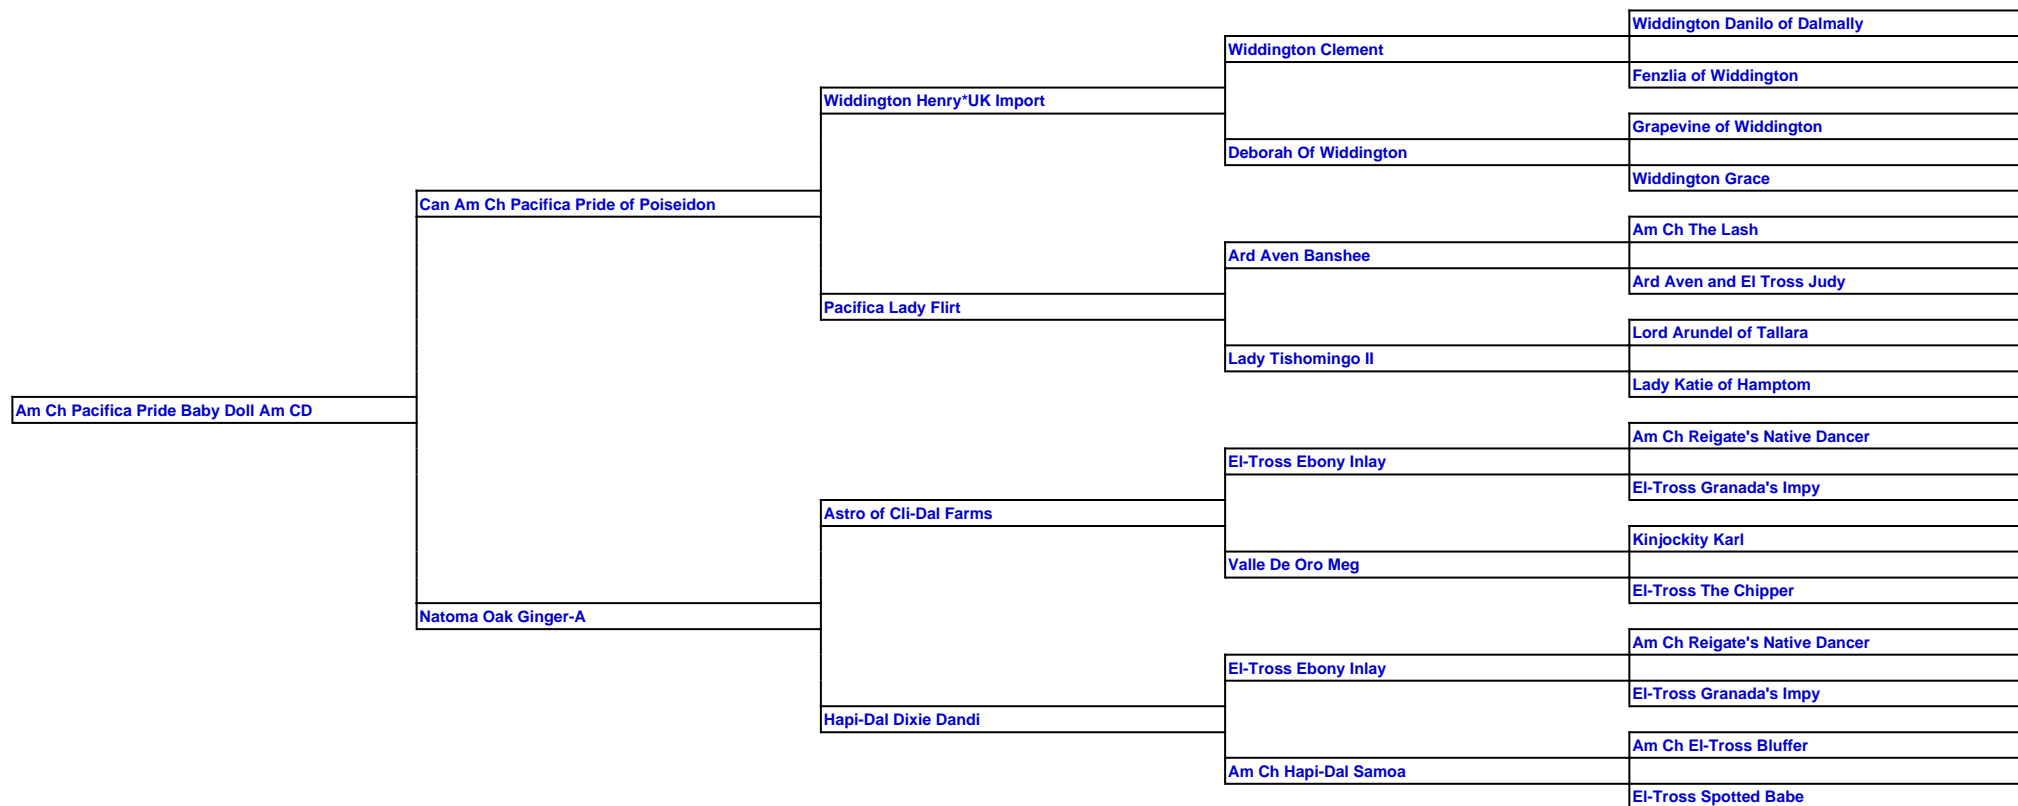 Widdington Danilo of Dalmally
Widdington Clement
Fenzlia of Widdington
Widdington Henry*UK Import
Grapevine of Widdington
Deborah Of Widdington
Widdington Grace
Can Am Ch Pacifica Pride of Poiseidon
Am Ch The Lash
Ard Aven Banshee
Ard Aven and El Tross Judy
Pacifica Lady Flirt
Lord Arundel of Tallara
Lady Tishomingo II
Lady Katie of Hamptom
Am Ch Pacifica Pride Baby Doll Am CD
Am Ch Reigate's Native Dancer
El-Tross Ebony Inlay
El-Tross Granada's Impy
Astro of Cli-Dal Farms
Kinjockity Karl
Valle De Oro Meg
El-Tross The Chipper
Natoma Oak Ginger-A
Am Ch Reigate's Native Dancer
El-Tross Ebony Inlay
El-Tross Granada's Impy
Hapi-Dal Dixie Dandi
Am Ch El-Tross Bluffer
Am Ch Hapi-Dal Samoa
El-Tross Spotted Babe